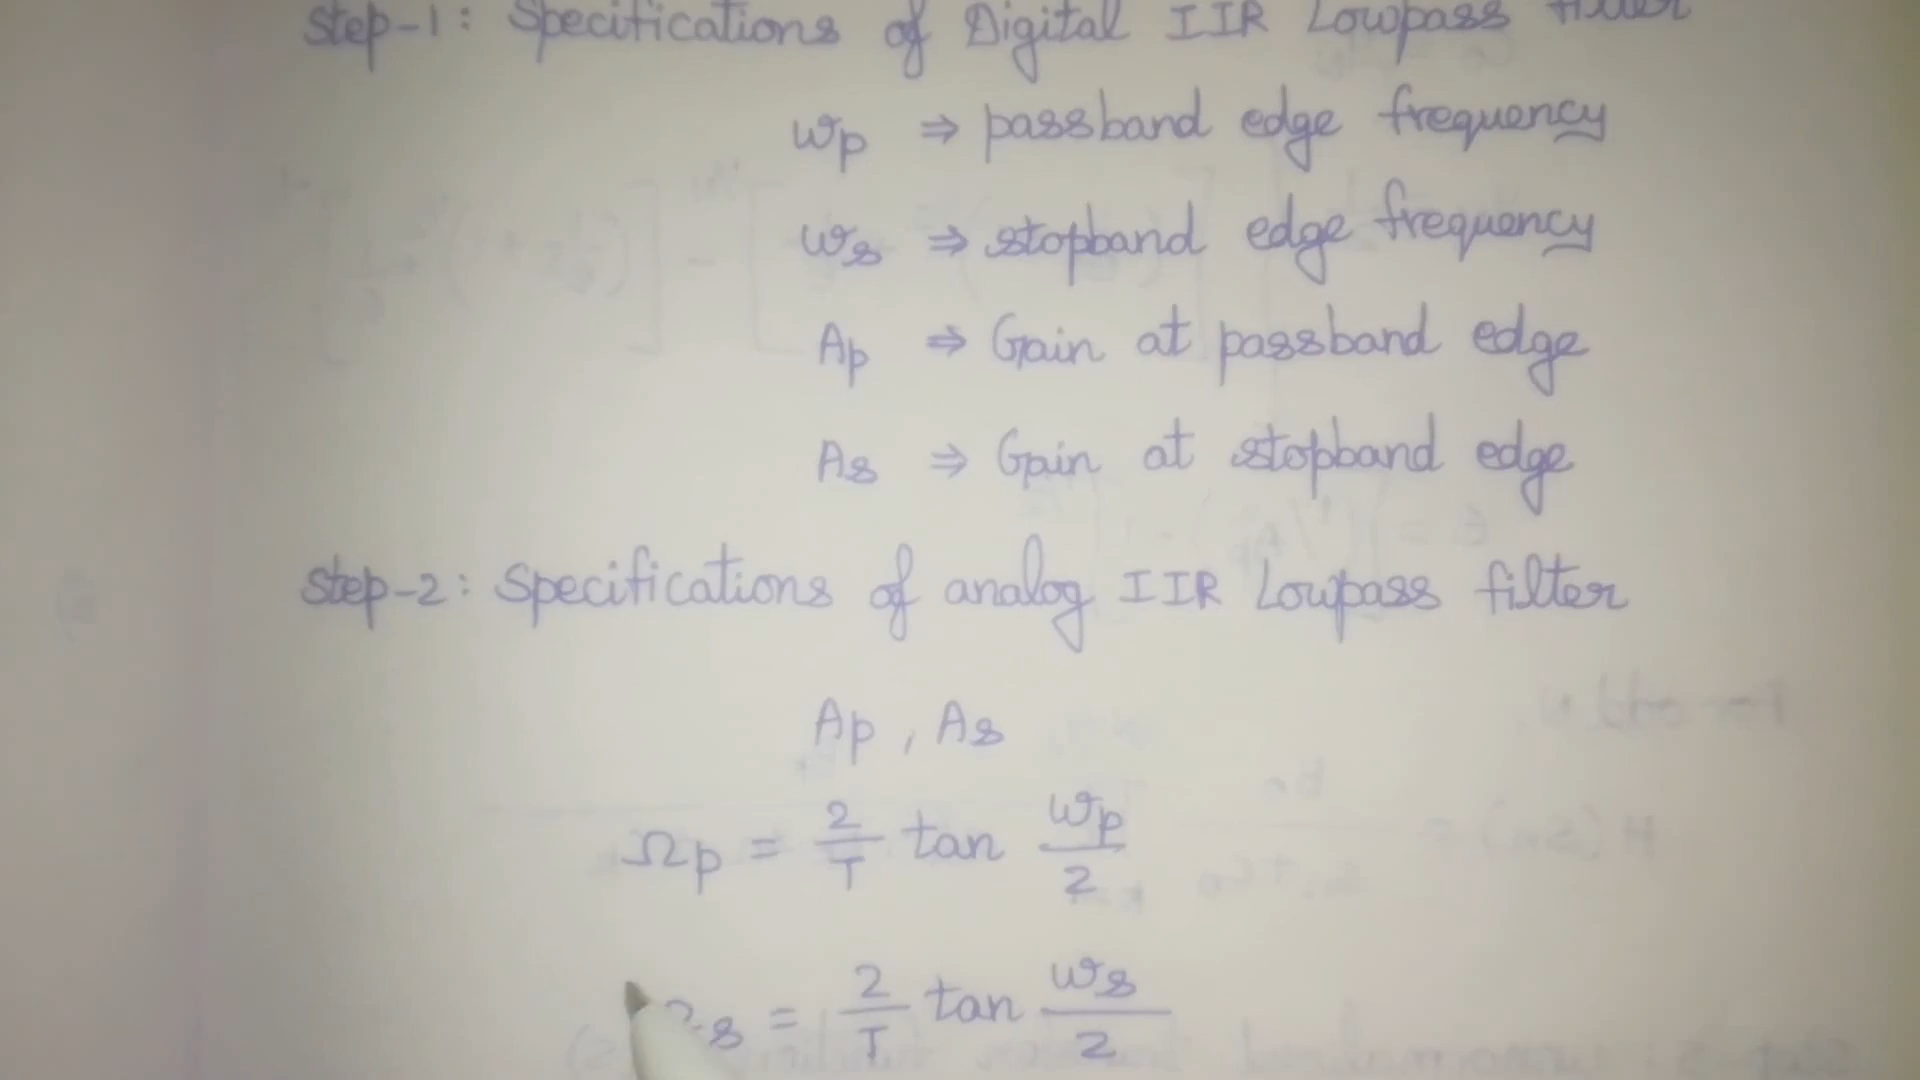 Step-1: Specifications of Digital IIR Lowpass filter
ωp ⇒ passband edge frequency
ωs ⇒ stopband edge frequency
Ap ⇒ Gain at passband edge
As ⇒ Gain at stopband edge
Step-2: Specifications of analog IIR Lowpass filter
Ap, As
Ωp = 2/T tan ωp/2
Ωs = 2/T tan ωs/2